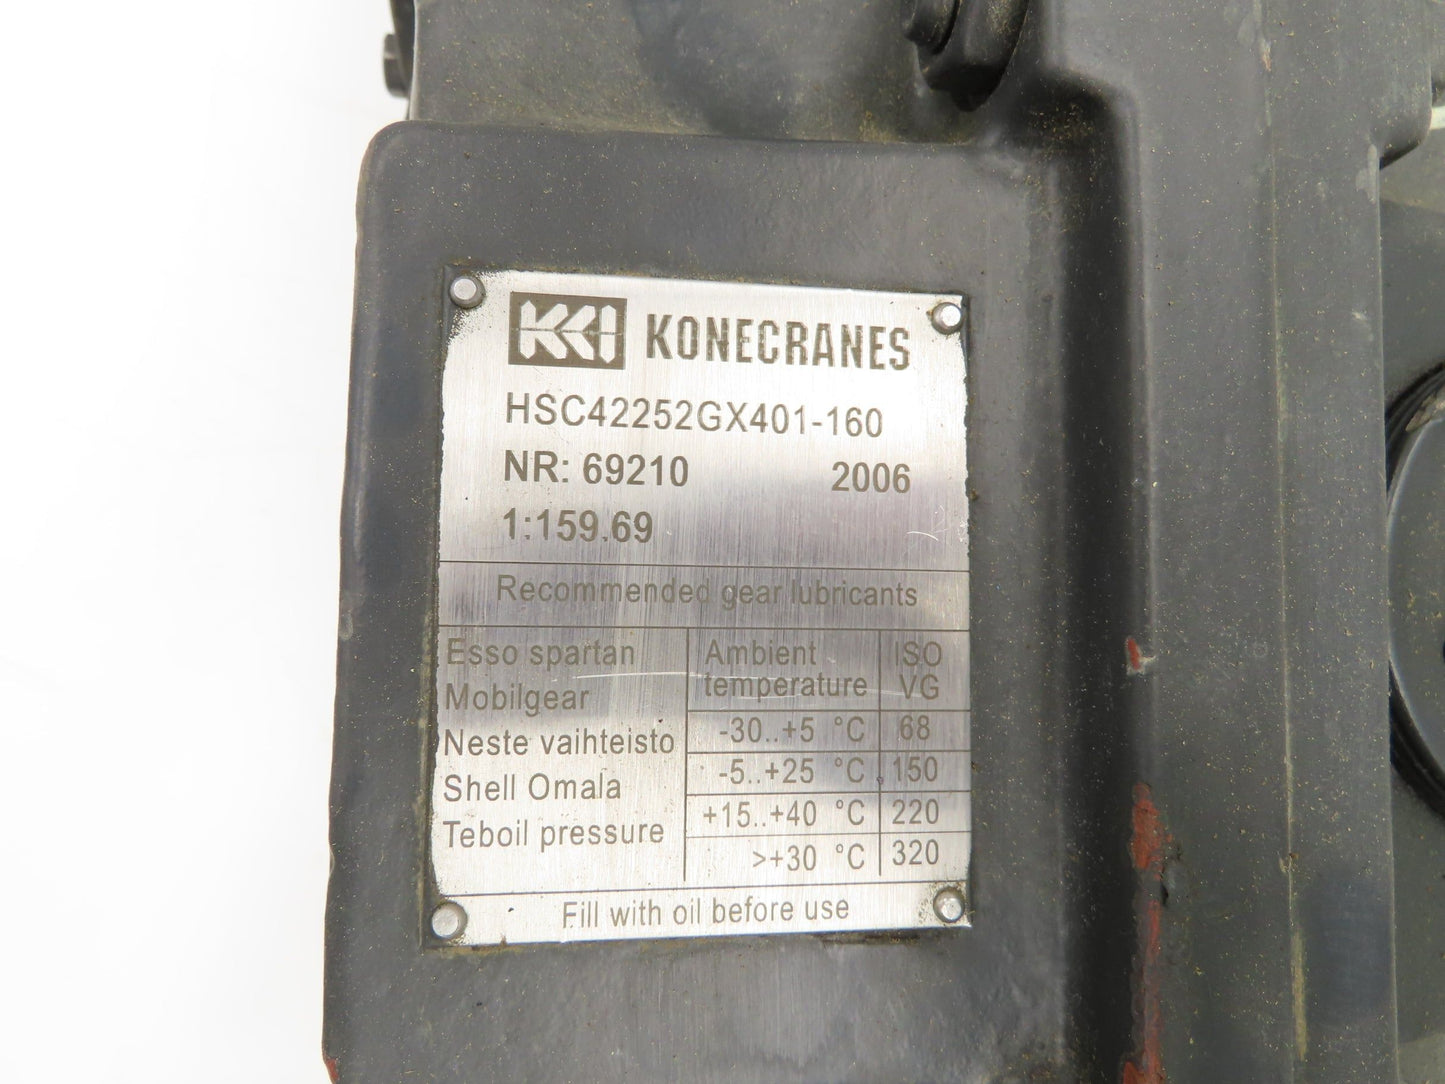 KCI KONECRANES
HSC42252GX401-160
NR: 69210 2006
1:159.69
Recommended gear lubricants
Esso spartan
Mobilgear
Neste vaihteisto
Shell Omala
Teboil pressure
Ambient temperature ISO VG
-30..+5 °C 68
-5..+25 °C 150
+15..+40 °C 220
>+30 °C 320
Fill with oil before use